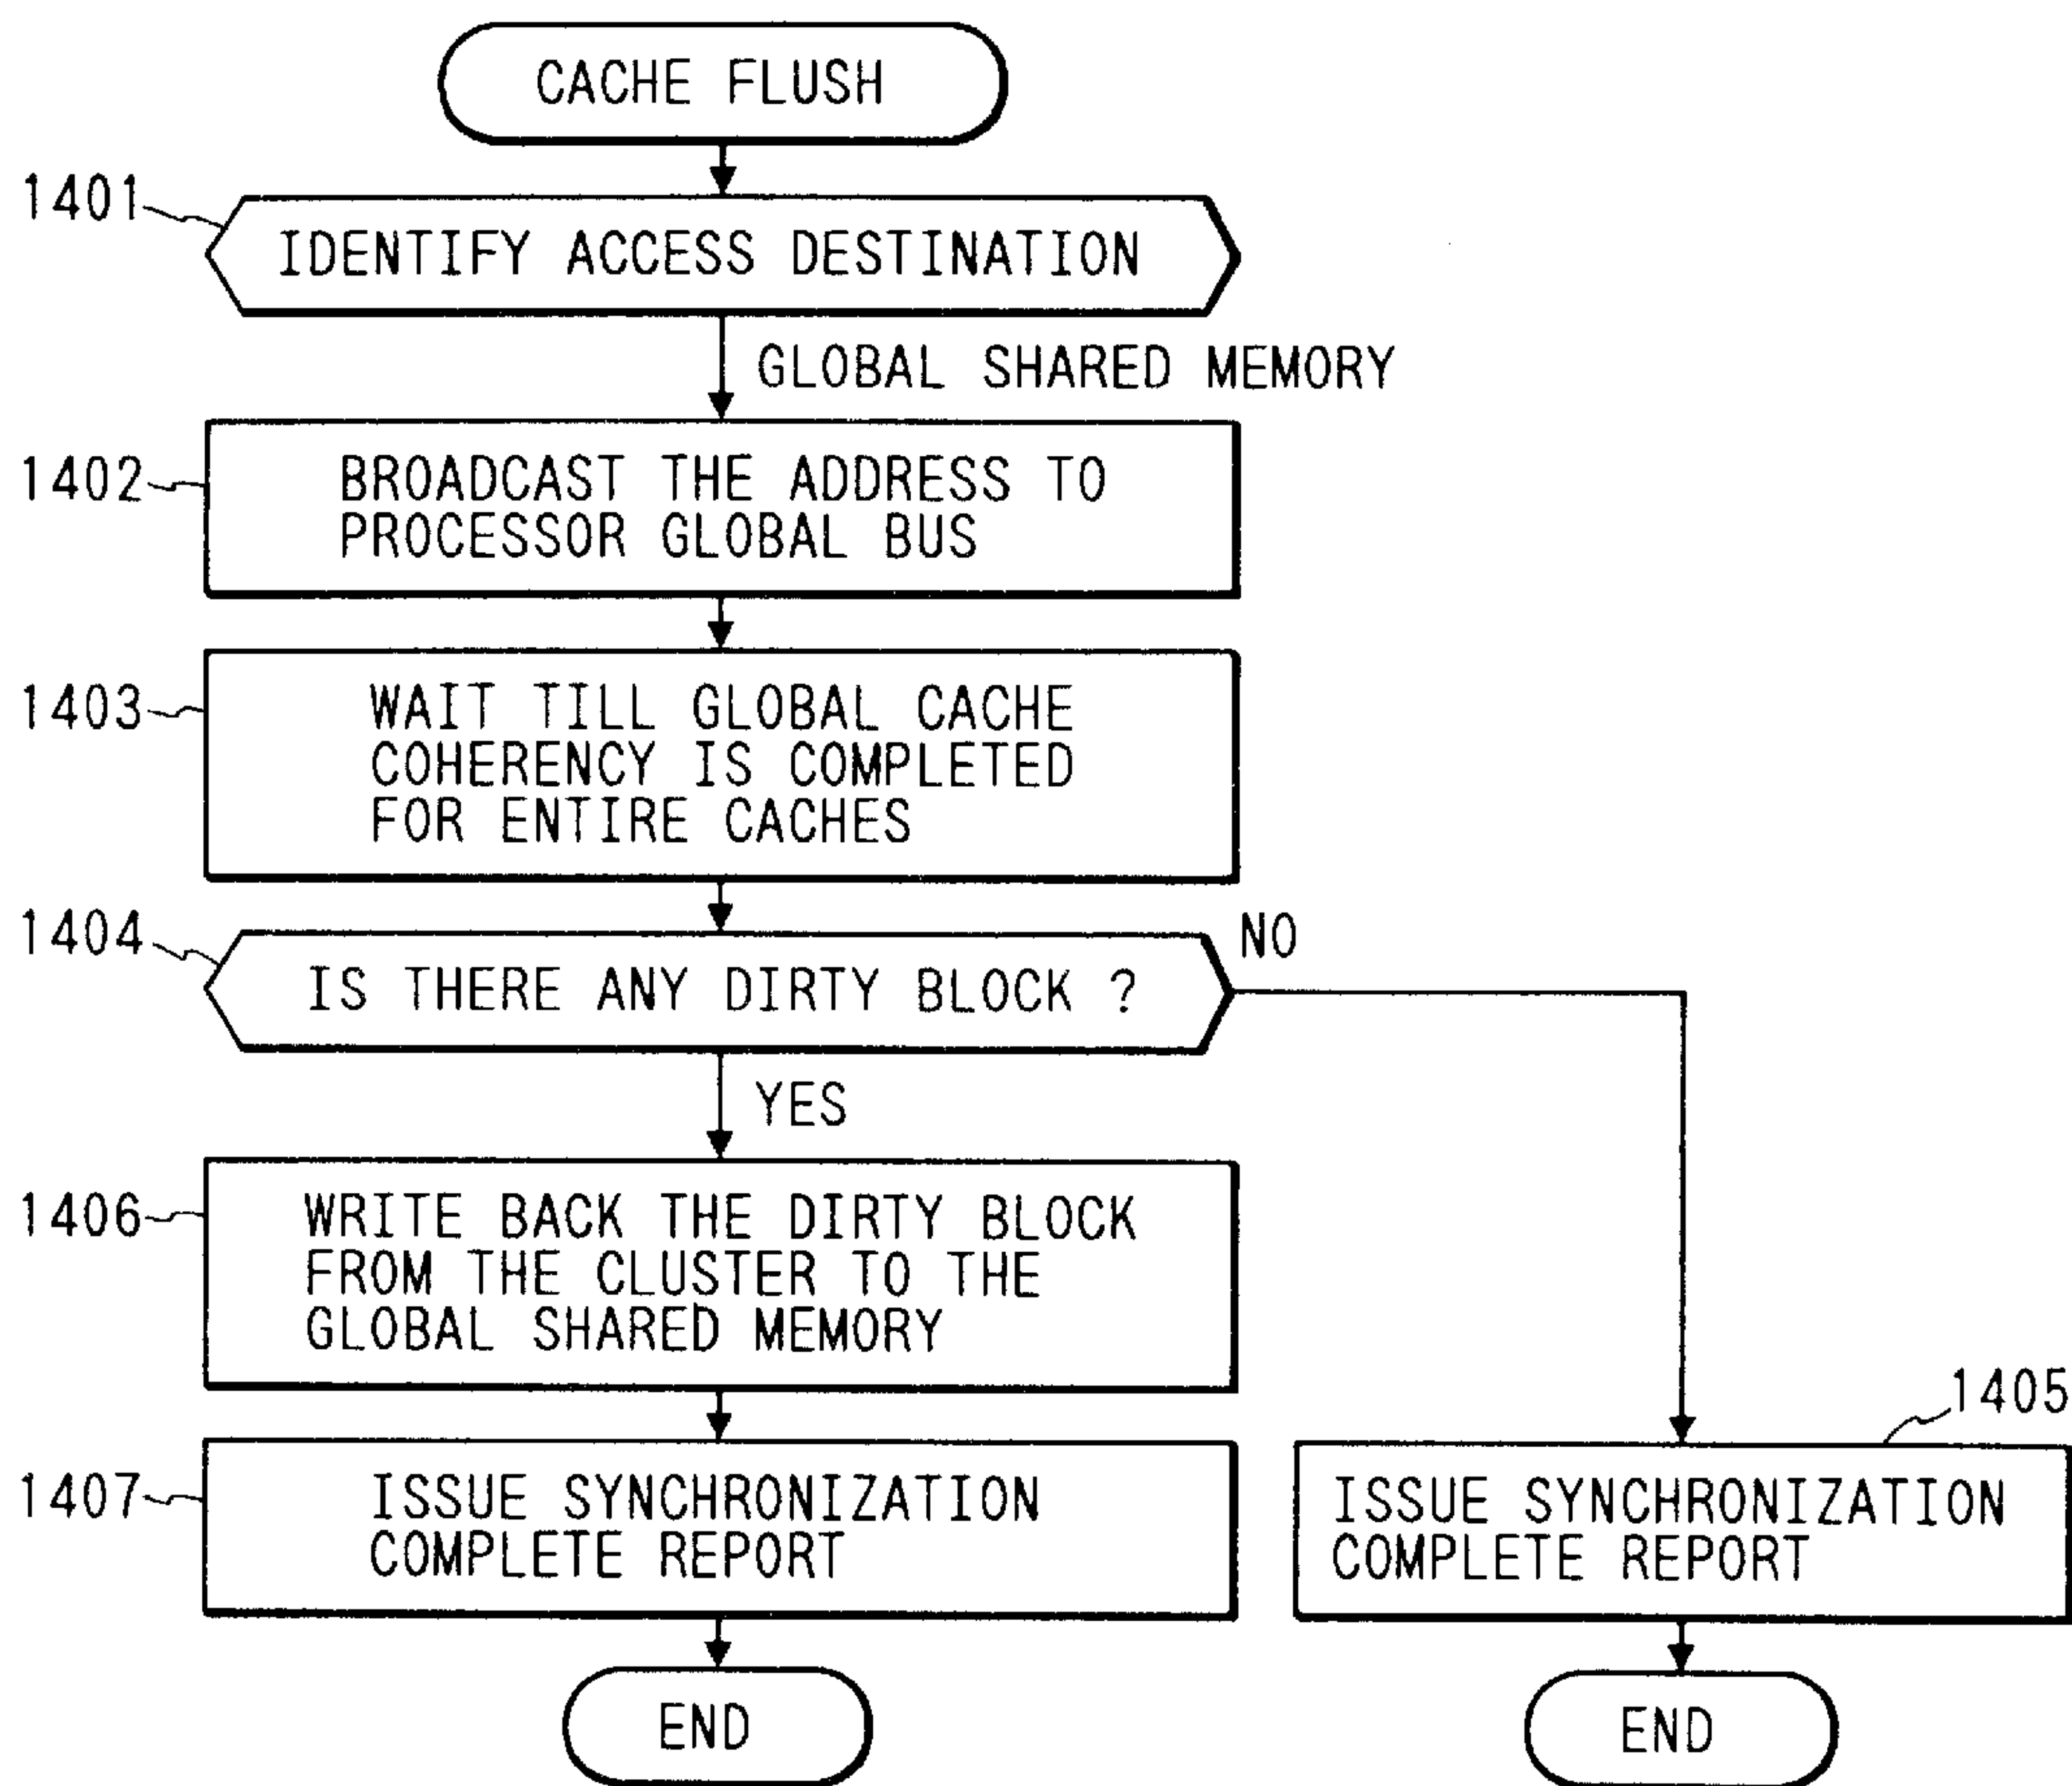 CACHE FLUSH
1401
IDENTIFY ACCESS DESTINATION
GLOBAL SHARED MEMORY
1402
BROADCAST THE ADDRESS TO
PROCESSOR GLOBAL BUS
1403
WAIT TILL GLOBAL CACHE
COHERENCY IS COMPLETED
FOR ENTIRE CACHES
1404
IS THERE ANY DIRTY BLOCK ?
NO
YES
1406
WRITE BACK THE DIRTY BLOCK
FROM THE CLUSTER TO THE
GLOBAL SHARED MEMORY
1407
ISSUE SYNCHRONIZATION
COMPLETE REPORT
END
1405
ISSUE SYNCHRONIZATION
COMPLETE REPORT
END